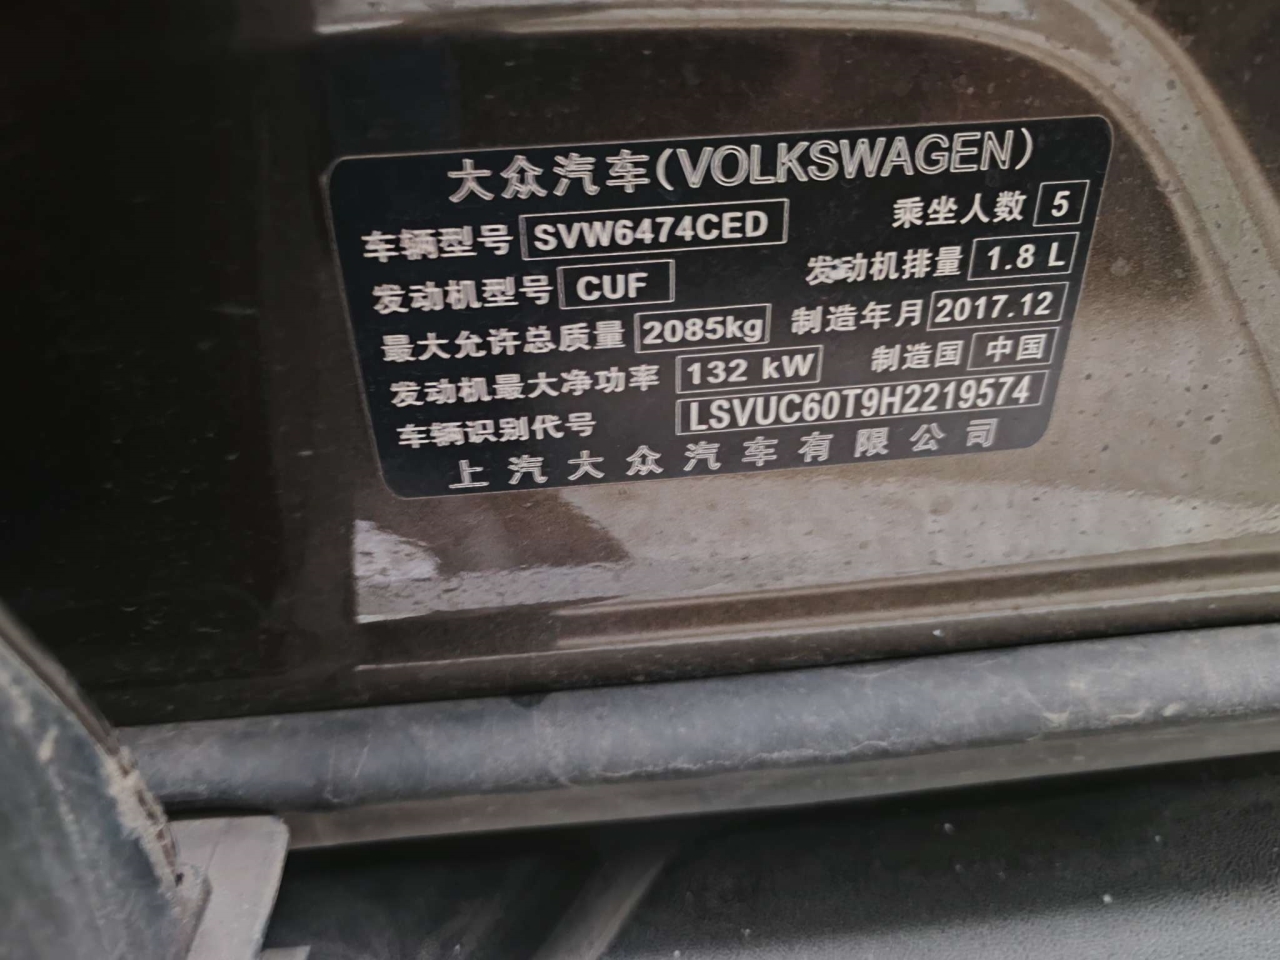 大众汽车(VOLKSWAGEN)
车辆型号 SVW6474CED 乘坐人数 5
发动机型号 CUF 发动机排量 1.8 L
最大允许总质量 2085kg 制造年月 2017.12
发动机最大净功率 132 kW 制造国 中国
车辆识别代号 LSVUC60T9H2219574
上汽大众汽车有限公司